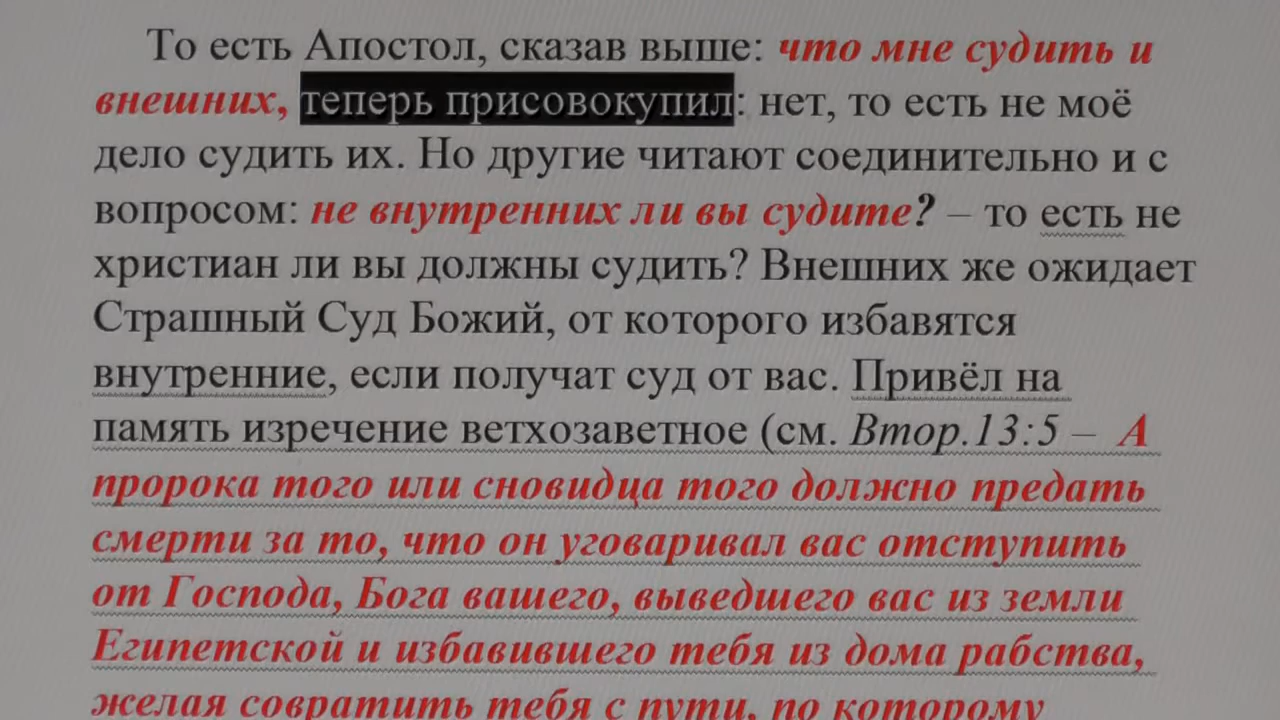 То есть Апостол, сказав выше: что мне судить и
внешних, теперь присовокупил: нет, то есть не моё
дело судить их. Но другие читают соединительно и с
вопросом: не внутренних ли вы судите? – то есть не
христиан ли вы должны судить? Внешних же ожидает
Страшный Суд Божий, от которого избавятся
внутренние, если получат суд от вас. Привёл на
память изречение ветхозаветное (см. Втор.13:5 – А
пророка того или сновидца того должно предать
смерти за то, что он уговаривал вас отступить
от Господа, Бога вашего, выведшего вас из земли
Египетской и избавившего тебя из дома рабства,
желая совратить тебя с пути, по которому